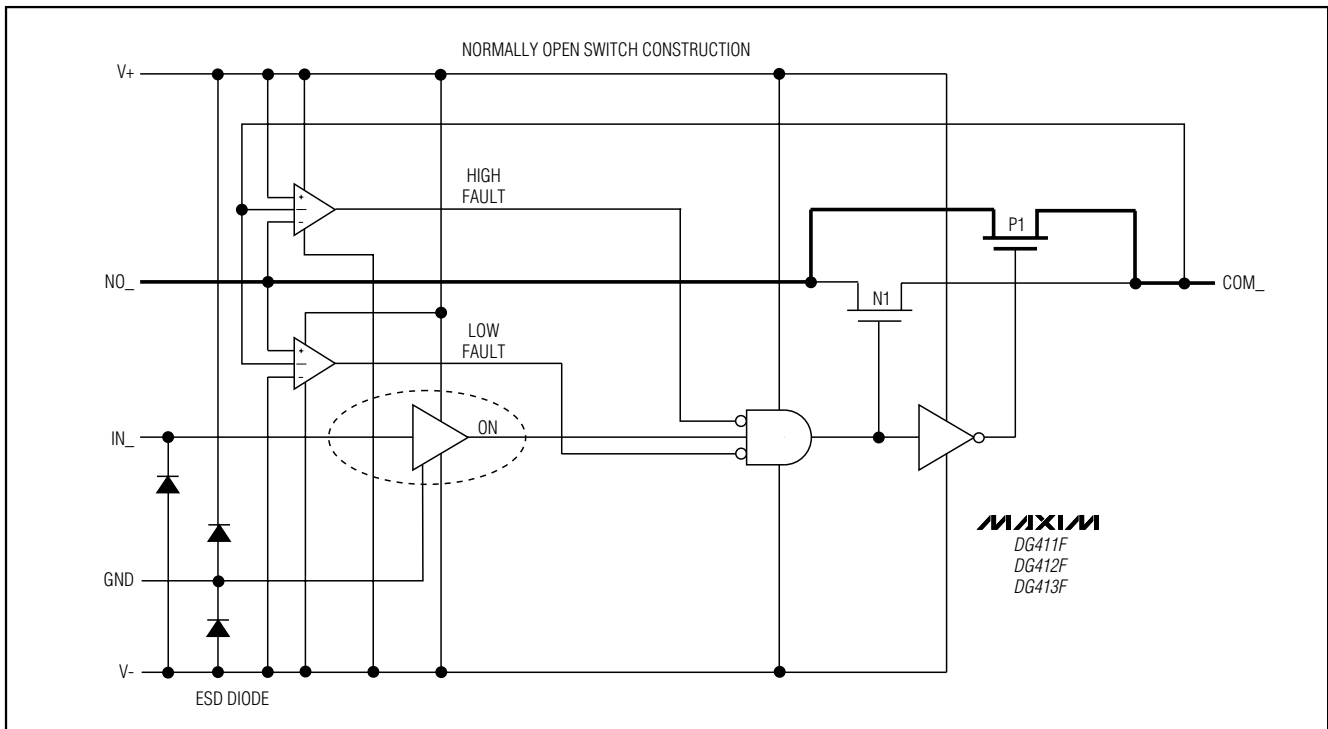 NORMALLY OPEN SWITCH CONSTRUCTION
V+
HIGH
FAULT
+
−
-
P1
NO_
COM_
N1
LOW
FAULT
+
−
-
IN_
ON
MAXIM
DG411F
DG412F
DG413F
GND
V-
ESD DIODE